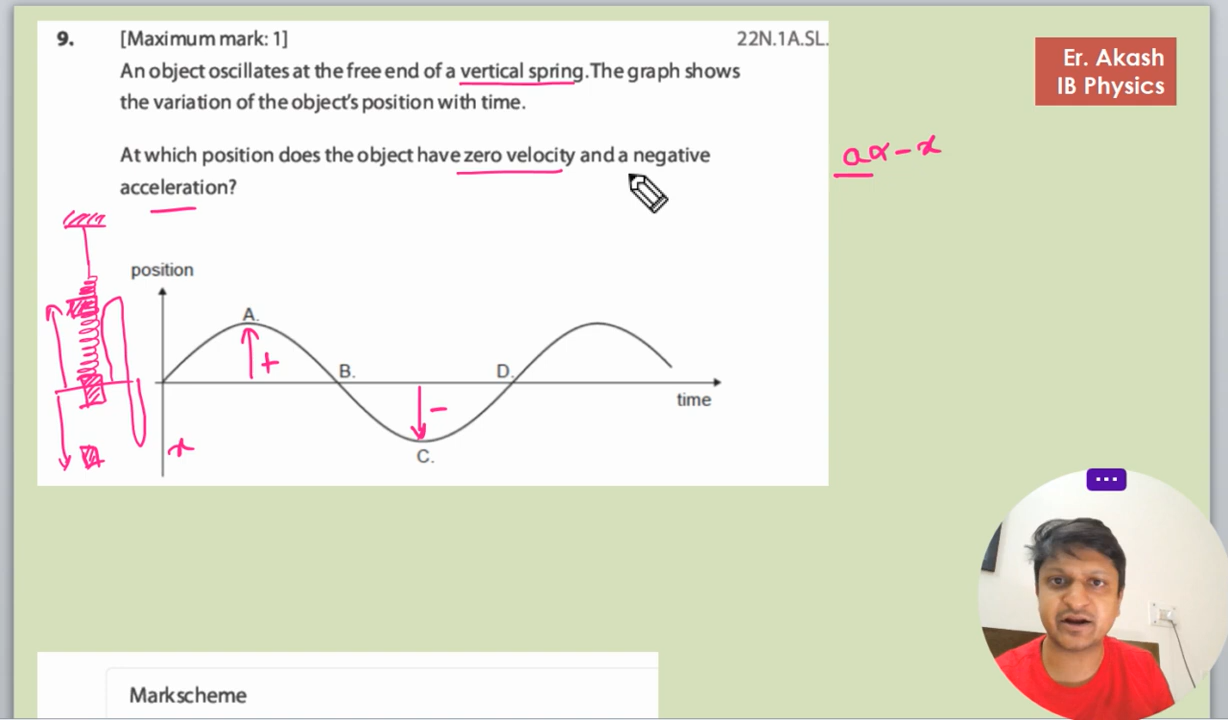 9. [Maximum mark: 1] 22N.1A.SL.
An object oscillates at the free end of a vertical spring. The graph shows
the variation of the object's position with time.
At which position does the object have zero velocity and a negative
acceleration?
Er. Akash
IB Physics
a α - x
position
A.
+
B.
D.
time
-
C.
x
Markscheme